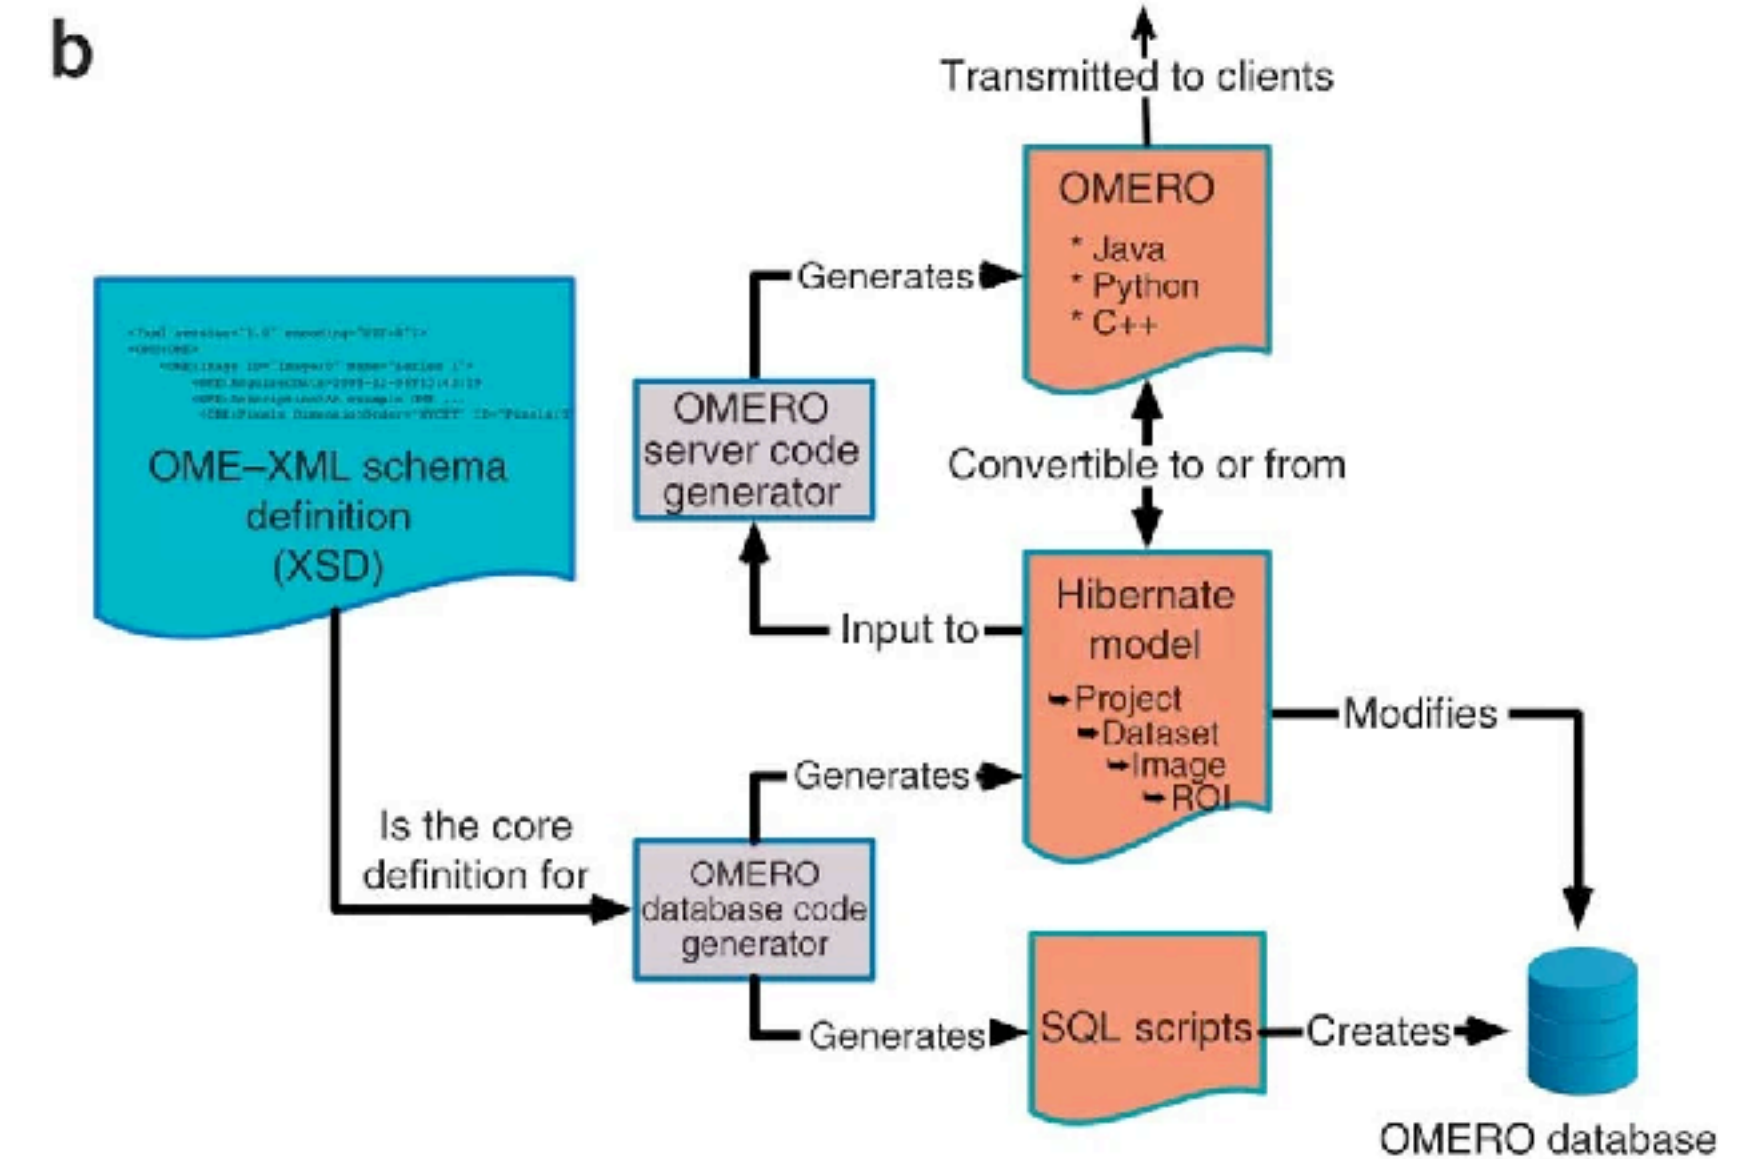 b
Transmitted to clients
OMERO
* Java
* Python
* C++
Generates
OME–XML schema
definition
(XSD)
OMERO
server code
generator
Convertible to or from
Input to
Hibernate
model
➥Project
➥Dataset
➥Image
➥ROI
Modifies
Generates
Is the core
definition for
OMERO
database code
generator
Generates
SQL scripts
Creates
OMERO database